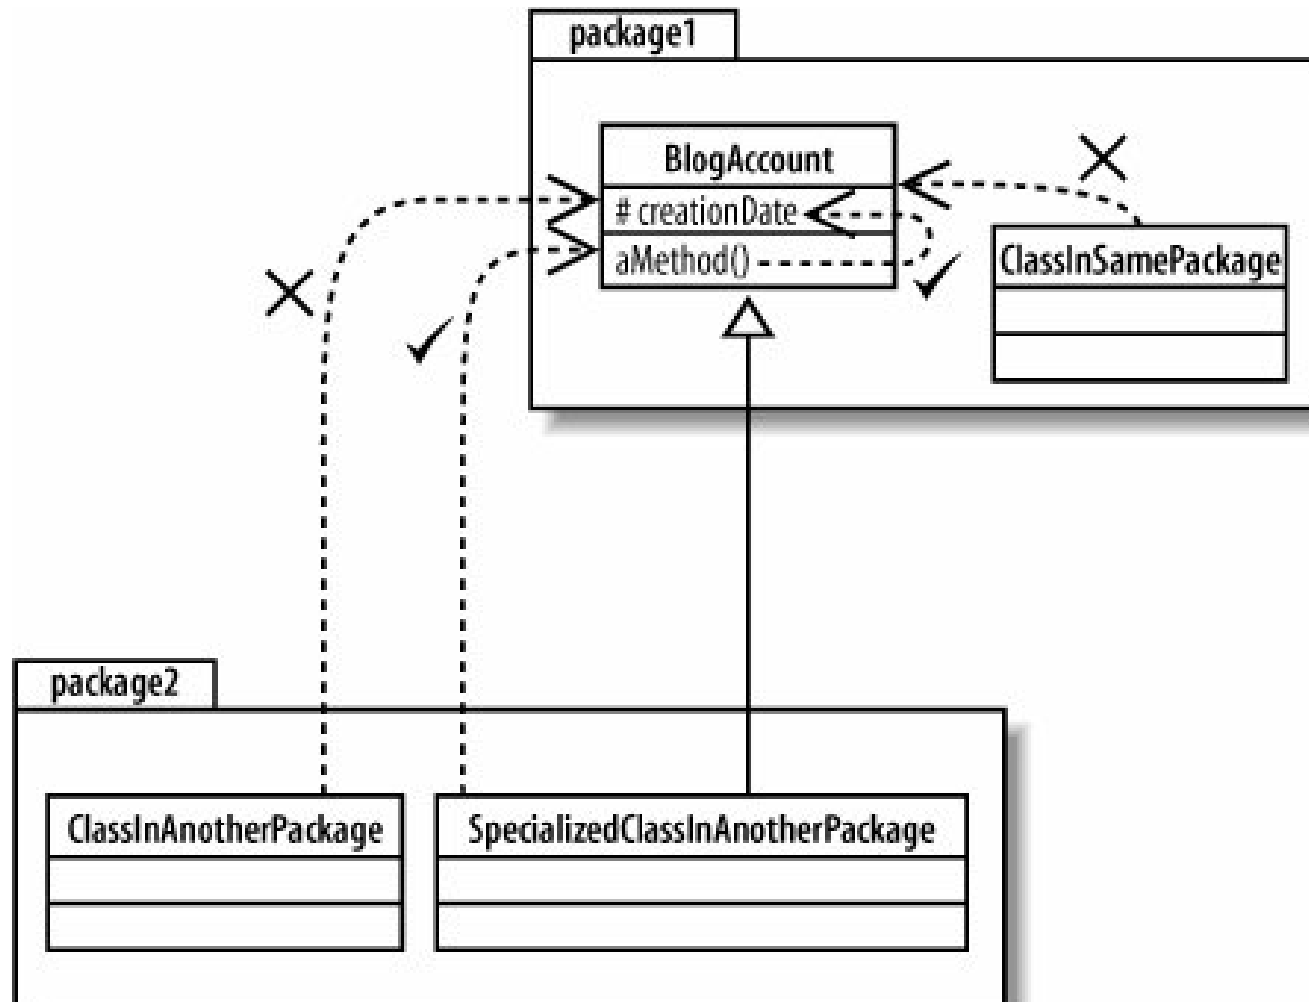 package1
BlogAccount
# creationDate
aMethod()
ClassInSamePackage
package2
ClassInAnotherPackage
SpecializedClassInAnotherPackage